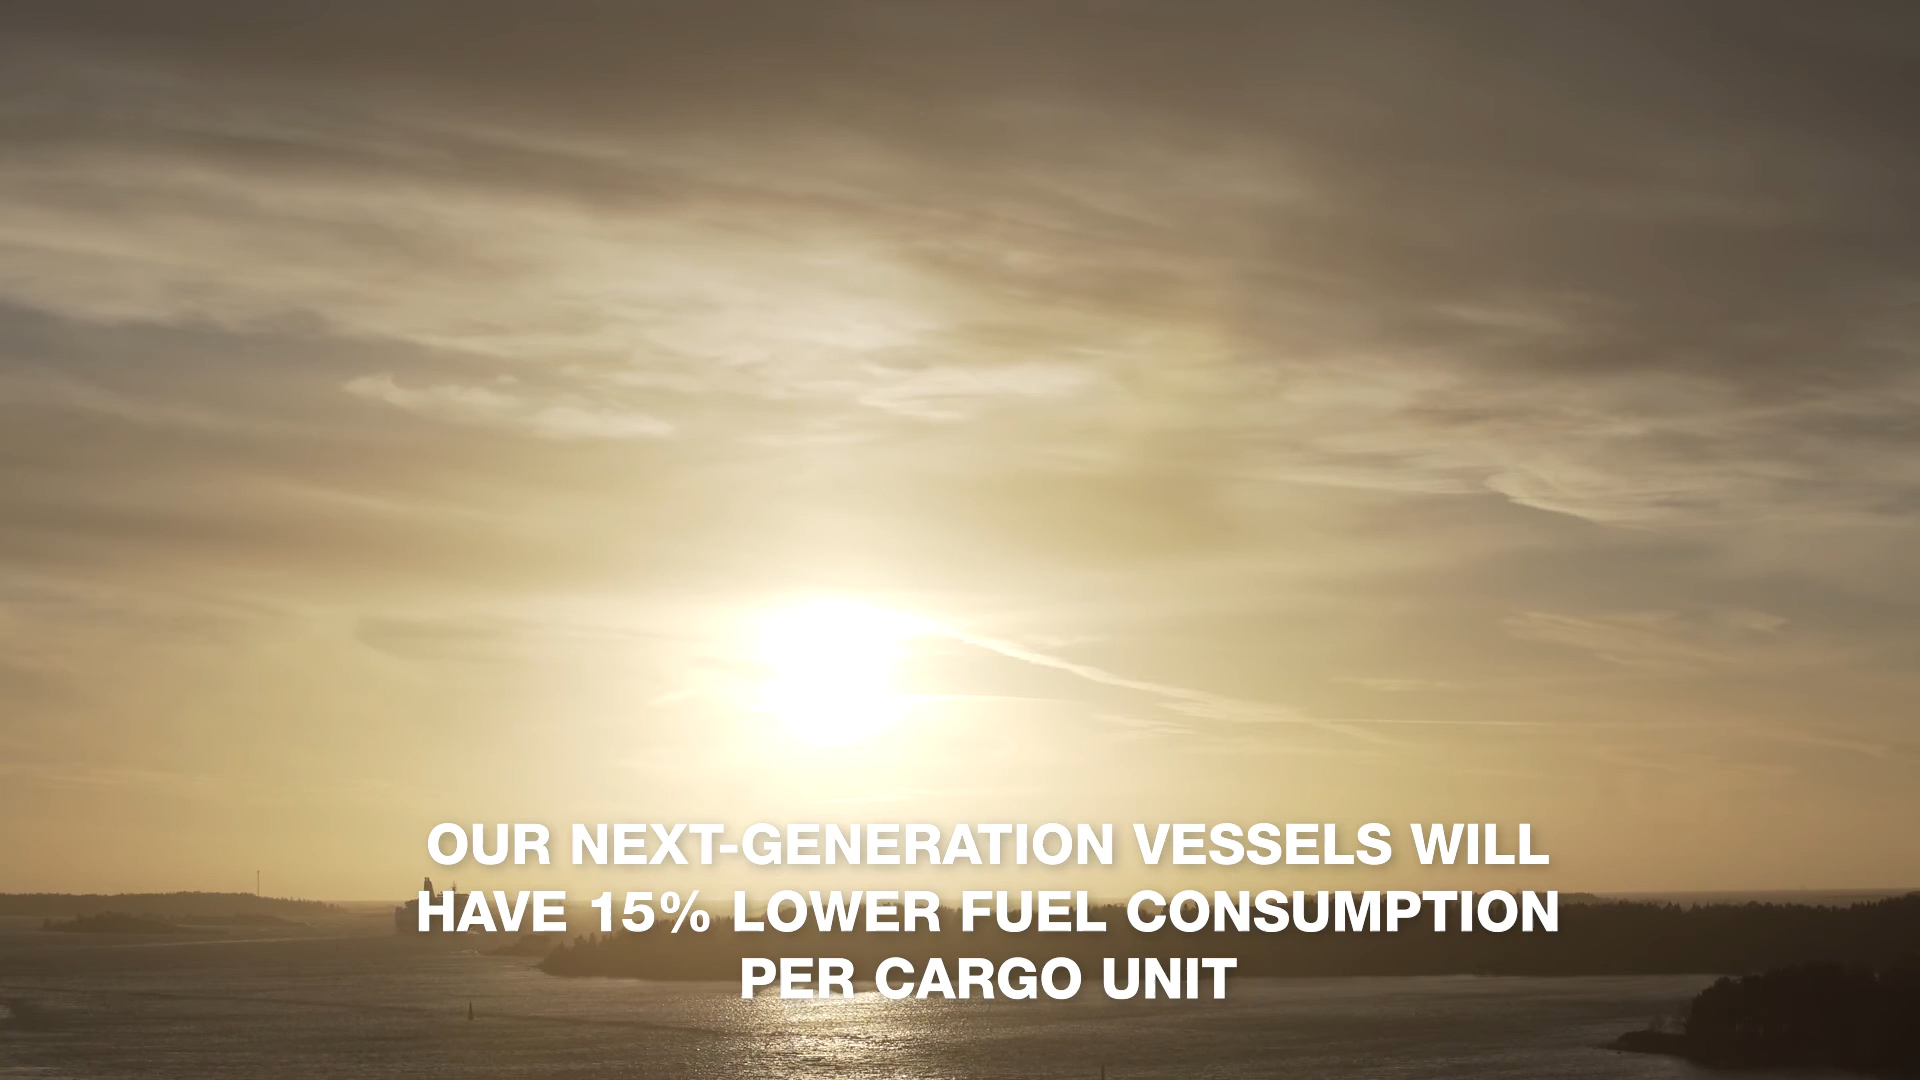 OUR NEXT-GENERATION VESSELS WILL
HAVE 15% LOWER FUEL CONSUMPTION
PER CARGO UNIT